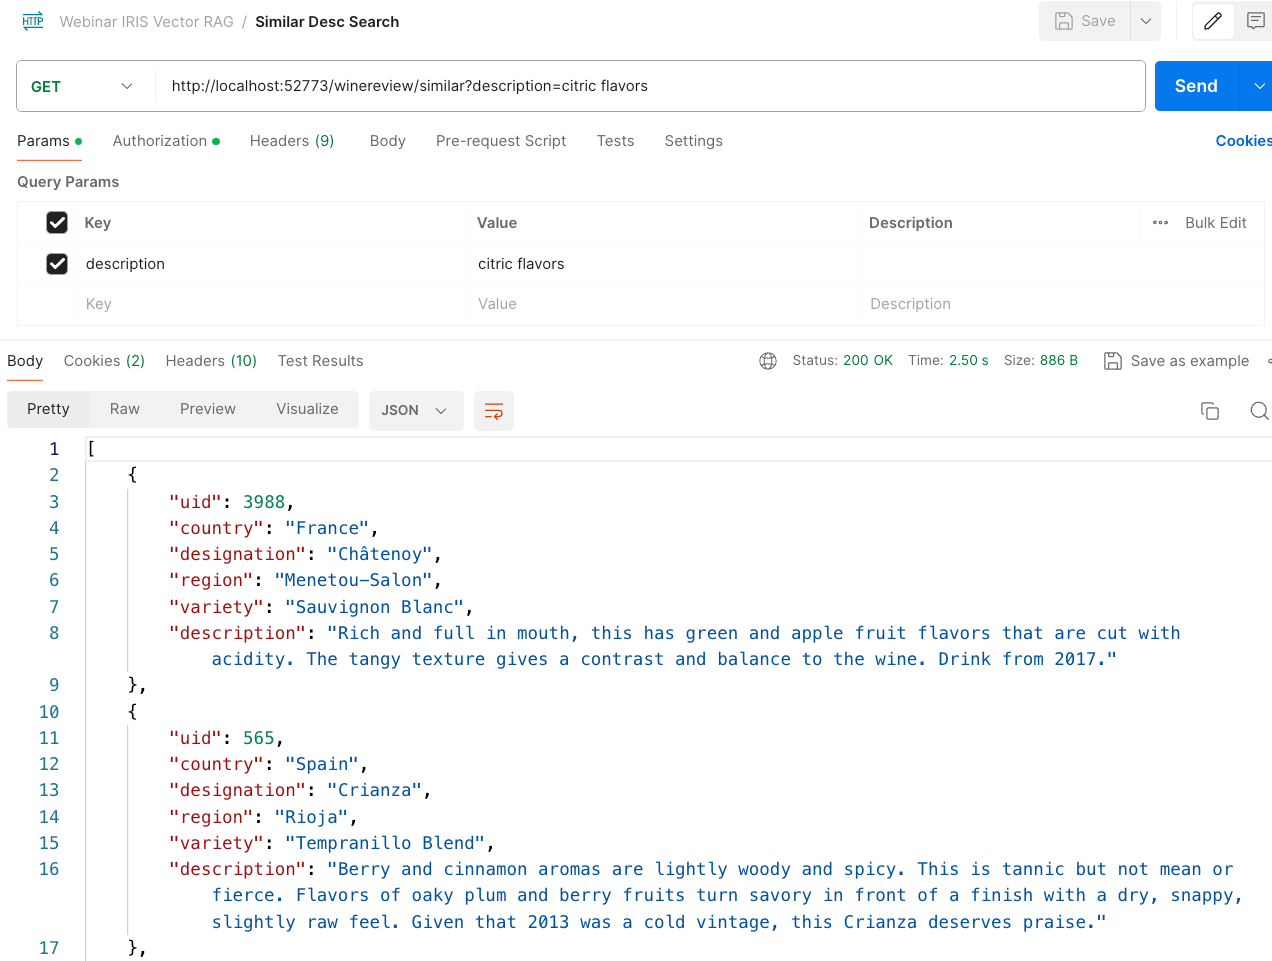 HTTP Webinar IRIS Vector RAG / Similar Desc Search Save
GET http://localhost:52773/winereview/similar?description=citric flavors Send
Params Authorization Headers (9) Body Pre-request Script Tests Settings Cookies
Query Params
Key Value Description Bulk Edit
description citric flavors
Key Value Description
Body Cookies (2) Headers (10) Test Results Status: 200 OK Time: 2.50 s Size: 886 B Save as example
Pretty Raw Preview Visualize JSON
1 [
2 {
3 "uid": 3988,
4 "country": "France",
5 "designation": "Châtenoy",
6 "region": "Menetou-Salon",
7 "variety": "Sauvignon Blanc",
8 "description": "Rich and full in mouth, this has green and apple fruit flavors that are cut with
acidity. The tangy texture gives a contrast and balance to the wine. Drink from 2017."
9 },
10 {
11 "uid": 565,
12 "country": "Spain",
13 "designation": "Crianza",
14 "region": "Rioja",
15 "variety": "Tempranillo Blend",
16 "description": "Berry and cinnamon aromas are lightly woody and spicy. This is tannic but not mean or
fierce. Flavors of oaky plum and berry fruits turn savory in front of a finish with a dry, snappy,
slightly raw feel. Given that 2013 was a cold vintage, this Crianza deserves praise."
17 },